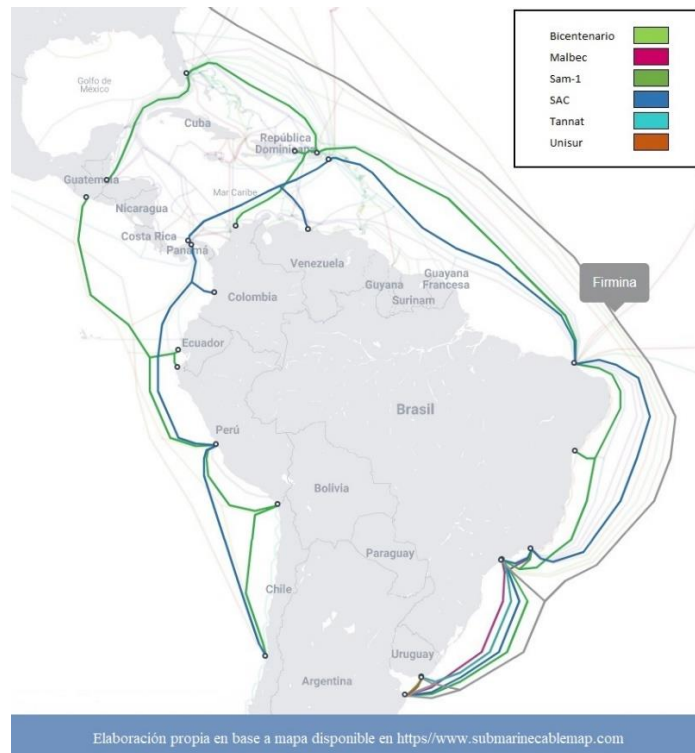 Bicentenario
Malbec
Sam-1
SAC
Tannat
Unisur
Golfo de
México
Cuba
República
Dominicana
Guatemala
Mar Caribe
Nicaragua
Costa Rica
Panamá
Venezuela
Guyana
Guayana
Francesa
Surinam
Colombia
Firmina
Ecuador
Brasil
Perú
Bolivia
Paraguay
Chile
Uruguay
Argentina
Elaboración propia en base a mapa disponible en https//www.submarinecablemap.com